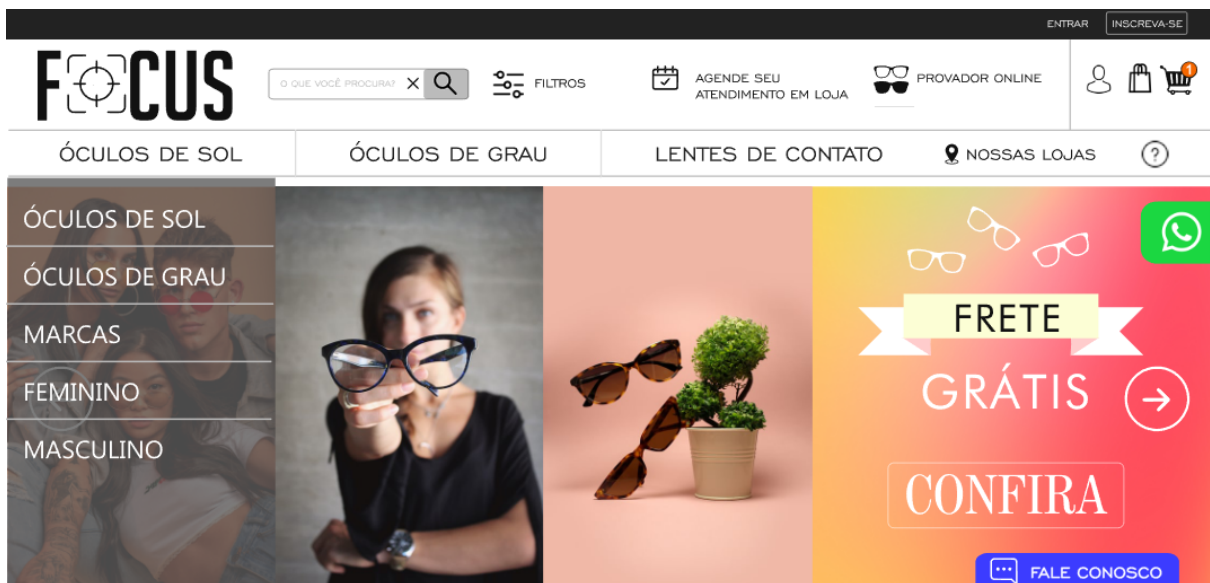 ENTRAR
INSCREVA-SE
FOCUS
O QUE VOCÊ PROCURA?
FILTROS
AGENDE SEU
ATENDIMENTO EM LOJA
PROVADOR ONLINE
1
ÓCULOS DE SOL
ÓCULOS DE GRAU
LENTES DE CONTATO
NOSSAS LOJAS
?
ÓCULOS DE SOL
ÓCULOS DE GRAU
MARCAS
FEMININO
MASCULINO
FRETE
GRÁTIS
CONFIRA
FALE CONOSCO